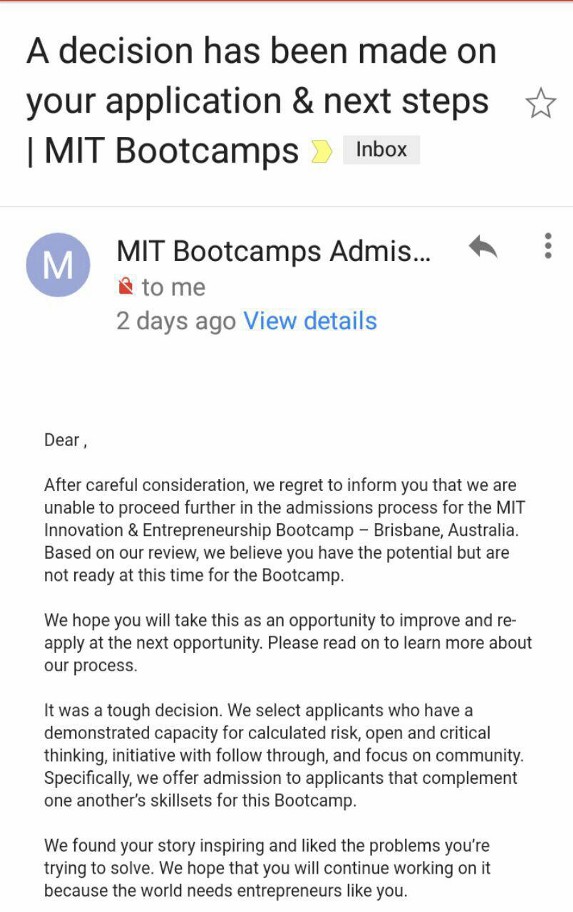 A decision has been made on
your application & next steps
| MIT Bootcamps Inbox
M
MIT Bootcamps Admis...
to me
2 days ago View details
Dear ,
After careful consideration, we regret to inform you that we are
unable to proceed further in the admissions process for the MIT
Innovation & Entrepreneurship Bootcamp – Brisbane, Australia.
Based on our review, we believe you have the potential but are
not ready at this time for the Bootcamp.
We hope you will take this as an opportunity to improve and re-
apply at the next opportunity. Please read on to learn more about
our process.
It was a tough decision. We select applicants who have a
demonstrated capacity for calculated risk, open and critical
thinking, initiative with follow through, and focus on community.
Specifically, we offer admission to applicants that complement
one another's skillsets for this Bootcamp.
We found your story inspiring and liked the problems you're
trying to solve. We hope that you will continue working on it
because the world needs entrepreneurs like you.